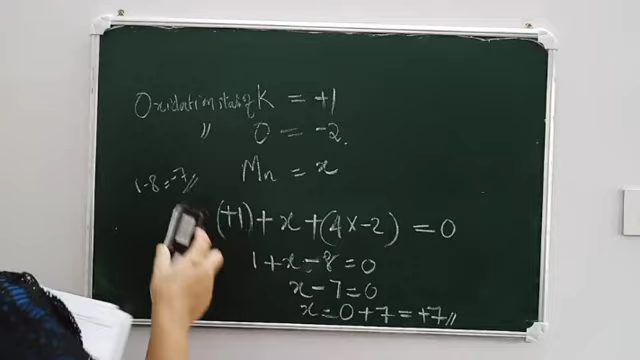 Oxidation state of K = +1
〃 O = -2.
Mn = x
1-8=-7//
(+1) + x + (4 x -2) = 0
1 + x - 8 = 0
x - 7 = 0
x = 0 + 7 = +7//